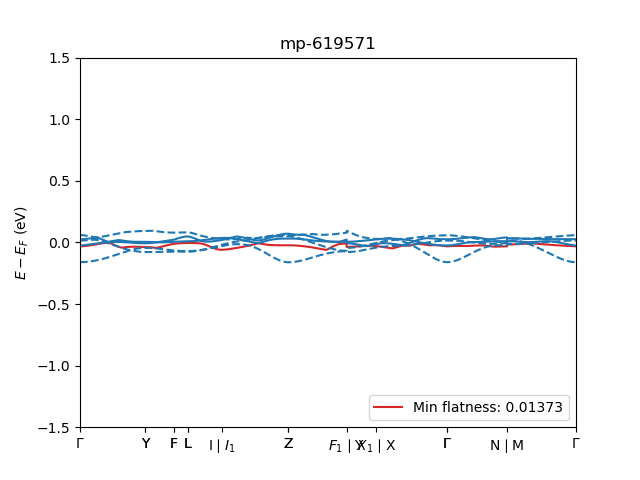 mp-619571
E − E_F (eV)
1.5
1.0
0.5
0.0
−0.5
−1.0
−1.5
Min flatness: 0.01373
Γ Y F L I | I₁ Z F₁ | Y X₁ | X Γ N | M Γ